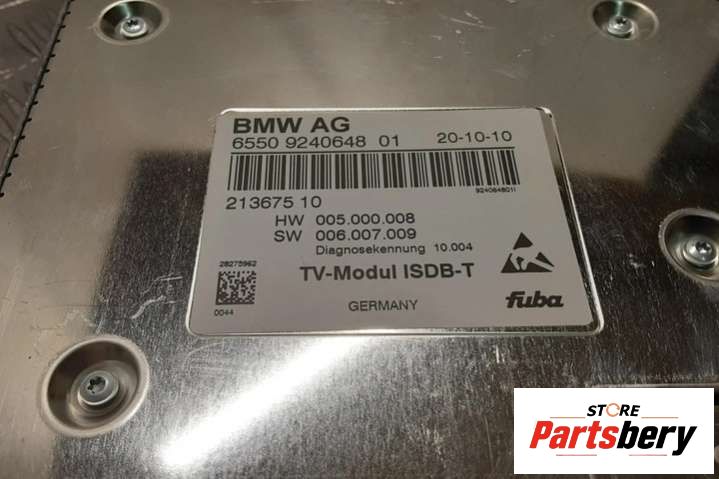 BMW AG
6550 9240648 01 20-10-10
9240648011
213675 10
HW 005.000.008
SW 006.007.009
Diagnosekennung 10.004
28275962
TV-Modul ISDB-T
0044
GERMANY
fuba
STORE
Partsbery